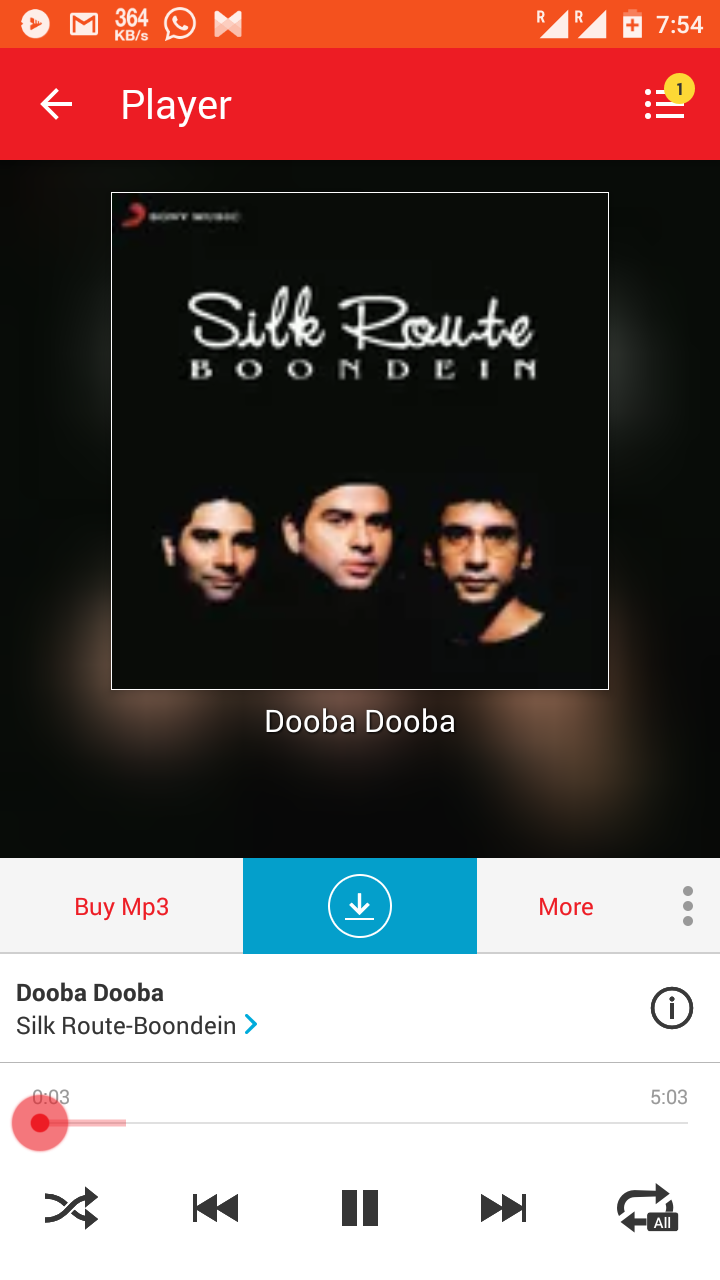 364
KB/s
R
R
7:54
Player
1
SONY MUSIC
Silk Route
BOONDEIN
Dooba Dooba
Buy Mp3
More
Dooba Dooba
Silk Route-Boondein
0:03
5:03
All